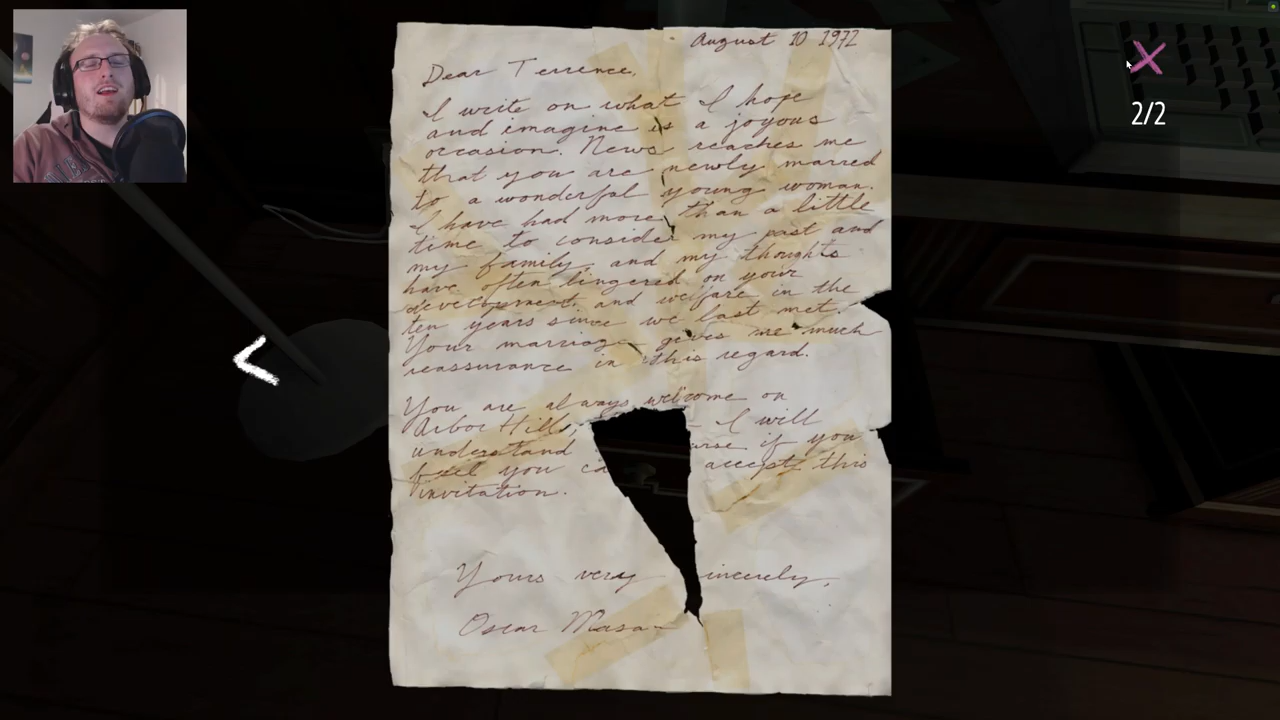 August 10 1972
Dear Terrence,
I write on what I hope
and imagine is a joyous
occasion. News reaches me
that you are newly married
to a wonderful young woman.
I have had more than a little
time to consider my past and
my family, and my thoughts
have often lingered on your
development and welfare in the
ten years since we last met.
Your marriage gives me much
reassurance in this regard.
You are always welcome on
Arbor Hills, I will
understand if you
feel you accept this
invitation.
Yours very incerely,
Oscar Mason
2/2